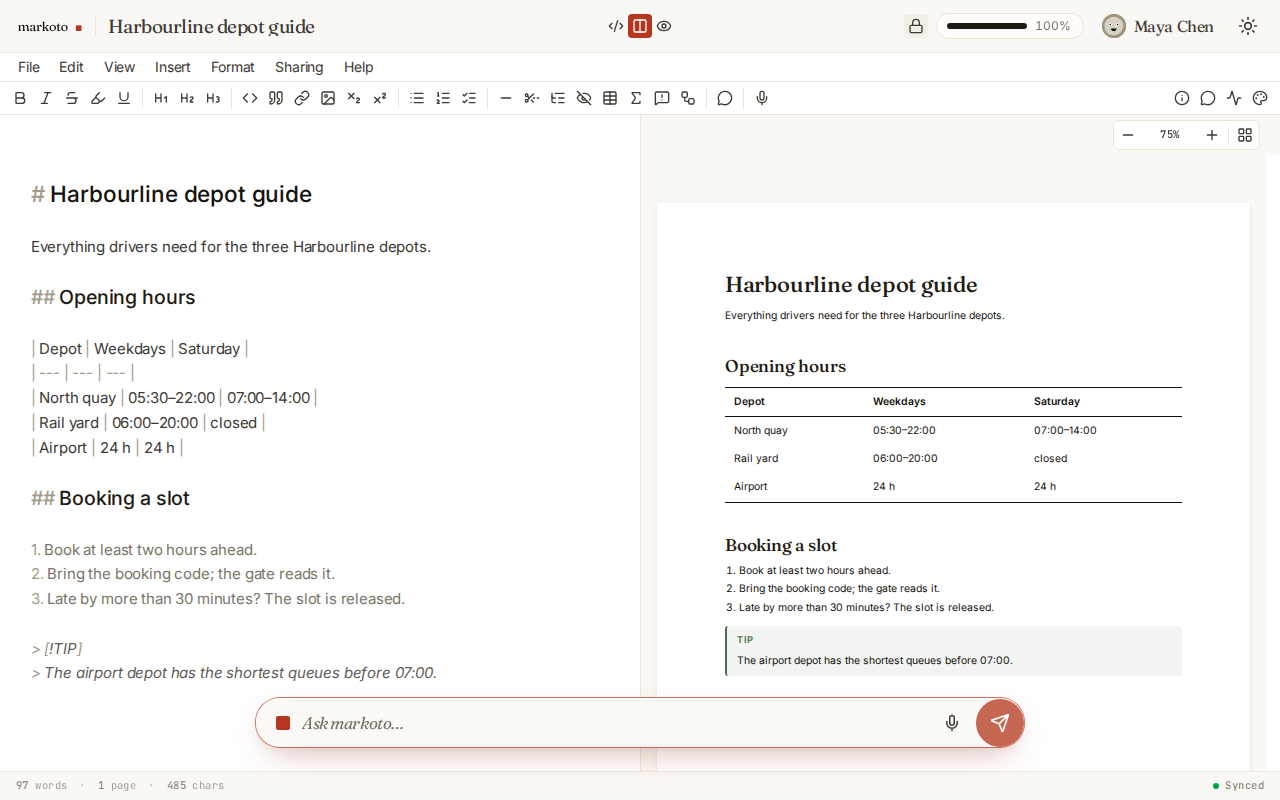 markoto
Harbourline depot guide
100%
Maya Chen
File Edit View Insert Format Sharing Help
H1 H2 H3
75%
# Harbourline depot guide
Everything drivers need for the three Harbourline depots.
## Opening hours
| Depot | Weekdays | Saturday |
| --- | --- | --- |
| North quay | 05:30–22:00 | 07:00–14:00 |
| Rail yard | 06:00–20:00 | closed |
| Airport | 24 h | 24 h |
## Booking a slot
1. Book at least two hours ahead.
2. Bring the booking code; the gate reads it.
3. Late by more than 30 minutes? The slot is released.
> [!TIP]
> The airport depot has the shortest queues before 07:00.
Harbourline depot guide
Everything drivers need for the three Harbourline depots.
Opening hours
Depot Weekdays Saturday
North quay 05:30–22:00 07:00–14:00
Rail yard 06:00–20:00 closed
Airport 24 h 24 h
Booking a slot
1. Book at least two hours ahead.
2. Bring the booking code; the gate reads it.
3. Late by more than 30 minutes? The slot is released.
TIP
The airport depot has the shortest queues before 07:00.
Ask markoto...
97 words · 1 page · 485 chars
Synced